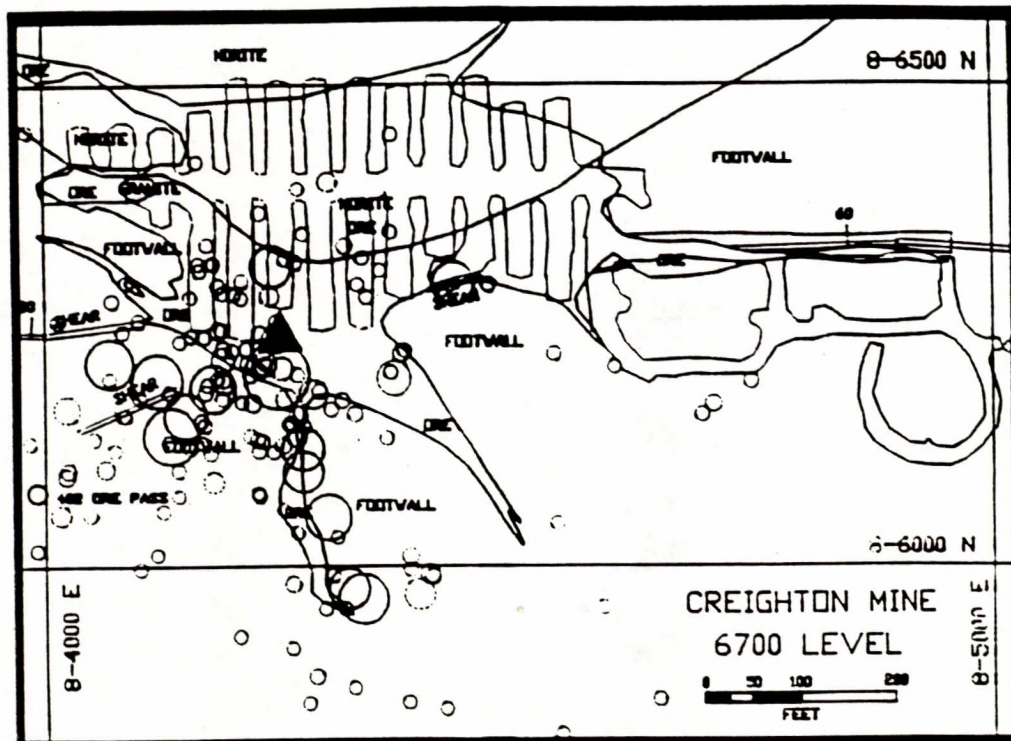 NORITE
8-6500 N
ORE
NORITE
FOOTWALL
ORE
GRANITE
NORITE
ORE
60
FOOTWALL
ORE
SHEAR
SHEAR
ORE
FOOTWALL
SHEAR
ORE
FOOTWALL
ORE PASS
FOOTWALL
ORE
8-6000 N
8-4000 E
CREIGHTON MINE
6700 LEVEL
8-5000 E
0 50 100 200
FEET